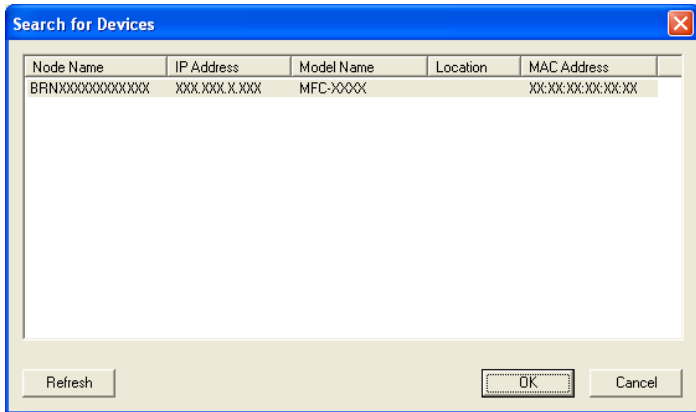 Search for Devices
Node Name IP Address Model Name Location MAC Address
BRNXXXXXXXXXXXX XXX.XXX.X.XXX MFC-XXXX XX:XX:XX:XX:XX:XX
Refresh OK Cancel